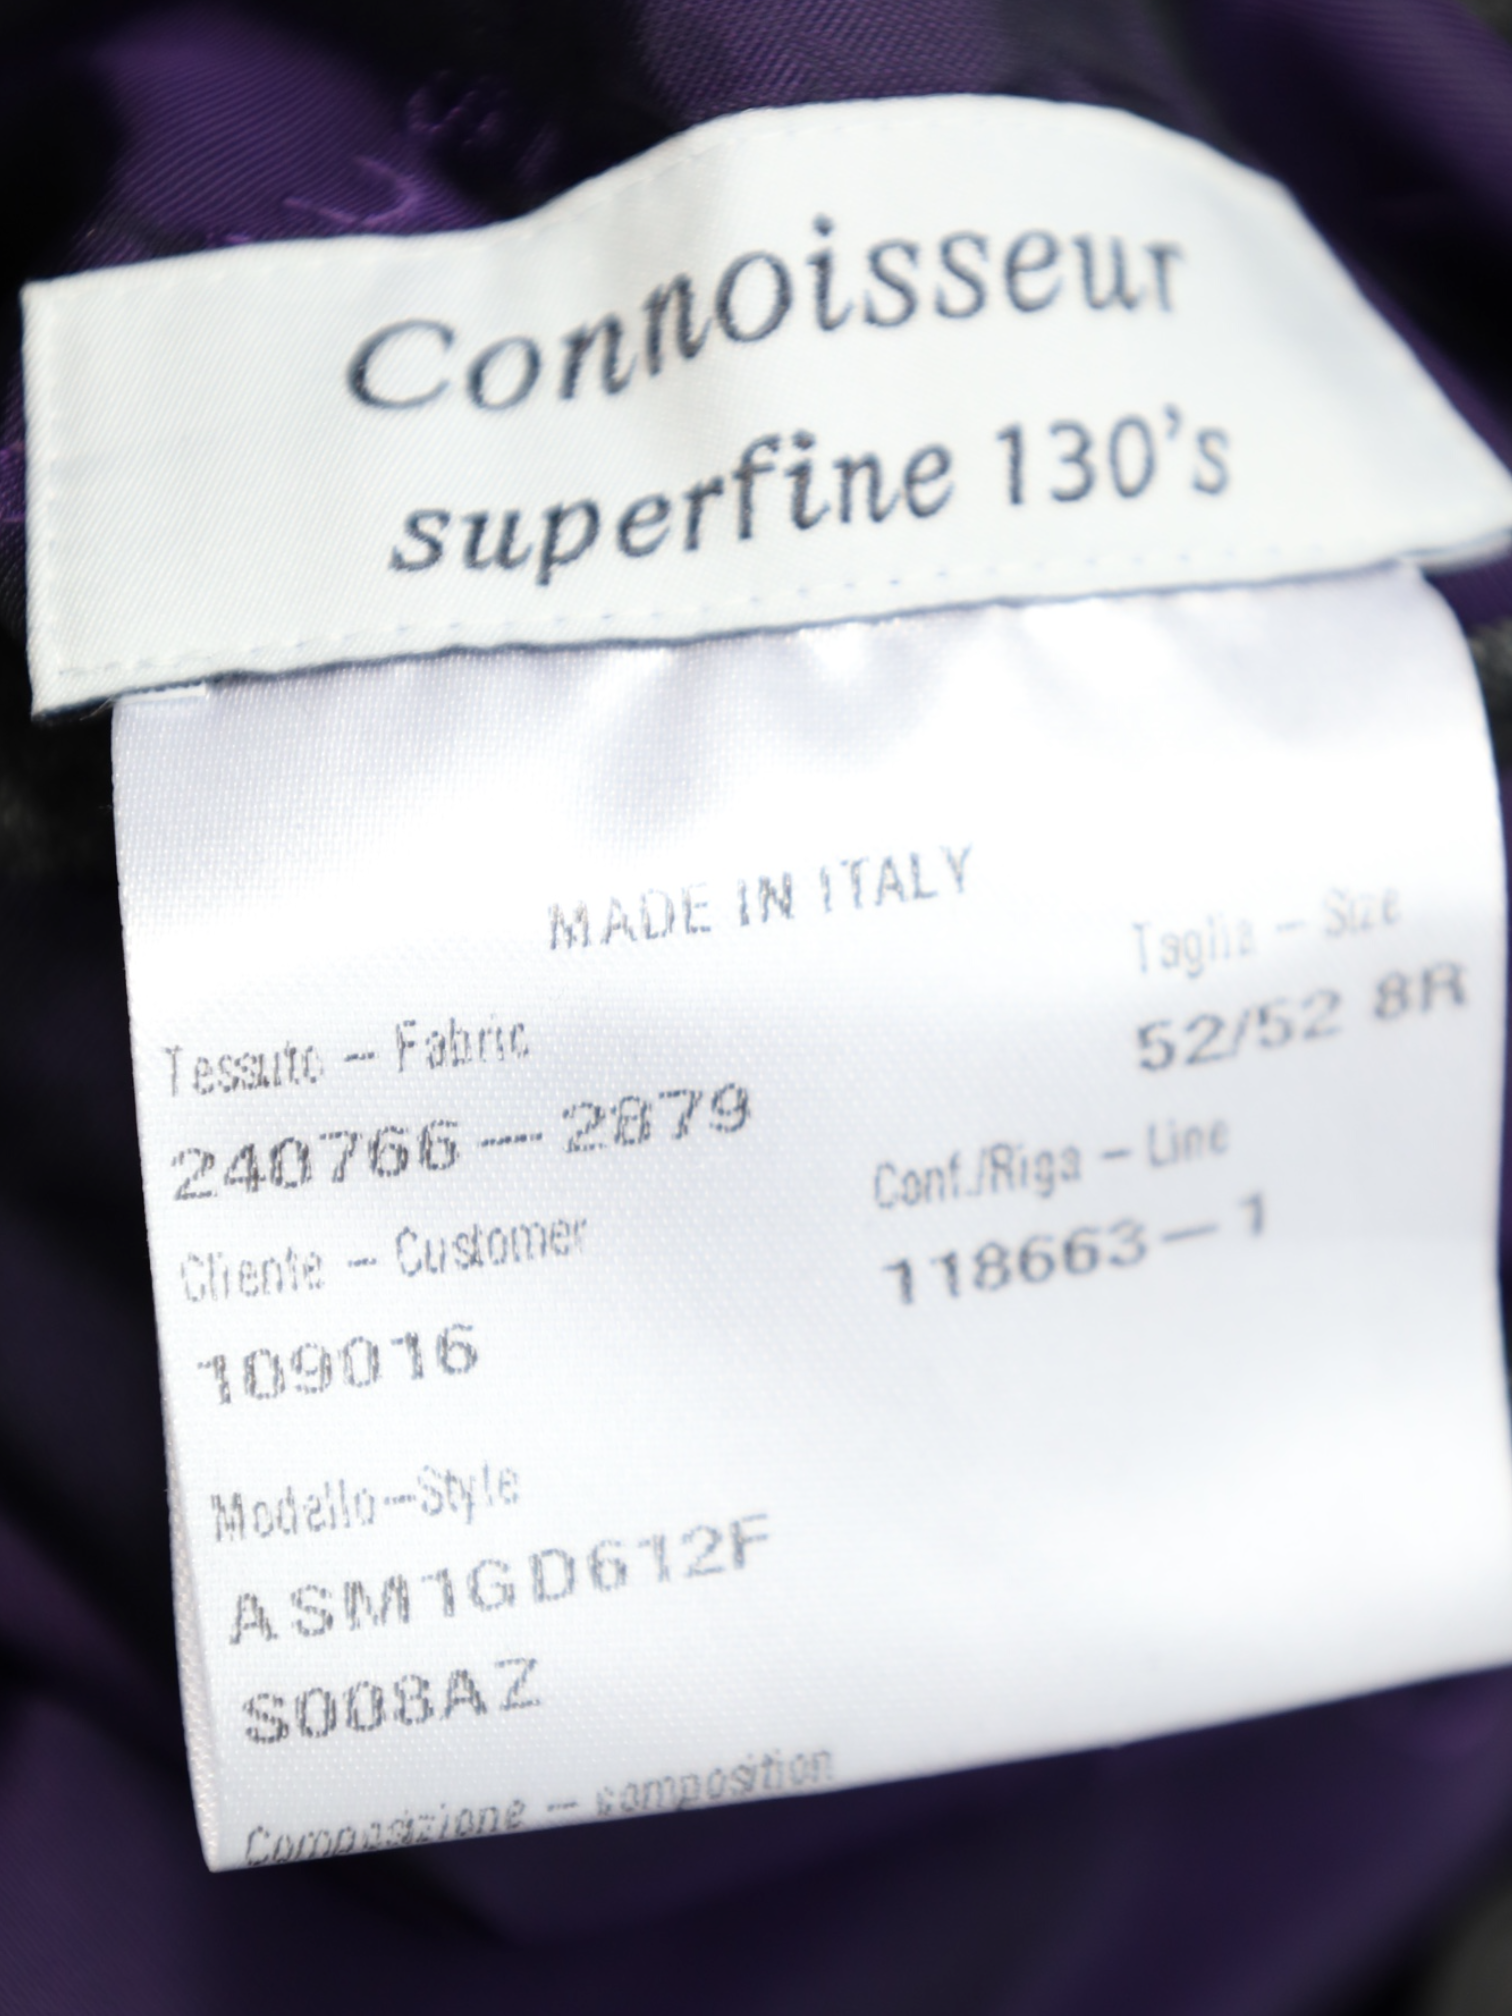 Connoisseur
superfine 130's
MADE IN ITALY
Taglia – Size
52/52 8R
Tessuto – Fabric
240766 – 2879
Conf./Riga – Line
118663 – 1
Cliente – Customer
109016
Modello–Style
ASM1GD612F
S008AZ
Composizione – composition